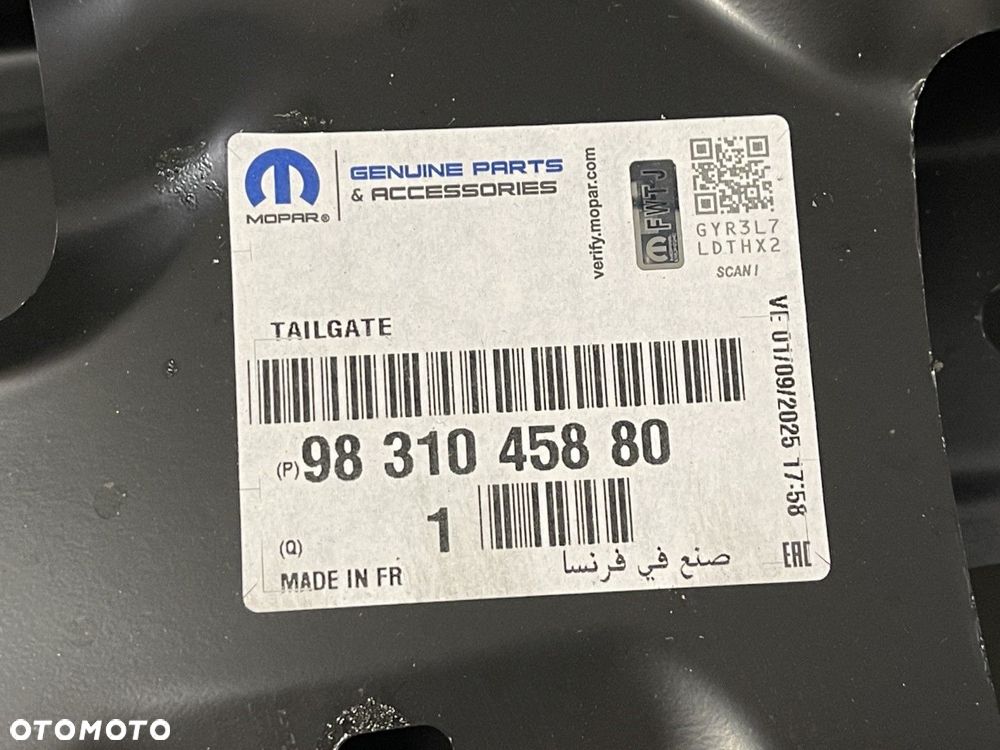 MOPAR®
GENUINE PARTS
& ACCESSORIES
verify.mopar.com
FWT-J
GYR3L7
LDTHX2
SCAN!
TAILGATE
VE 01/09/2025 17:58
(P) 98 310 458 80
(Q) 1
MADE IN FR
صنع في فرنسا
EAC
OTOMOTO